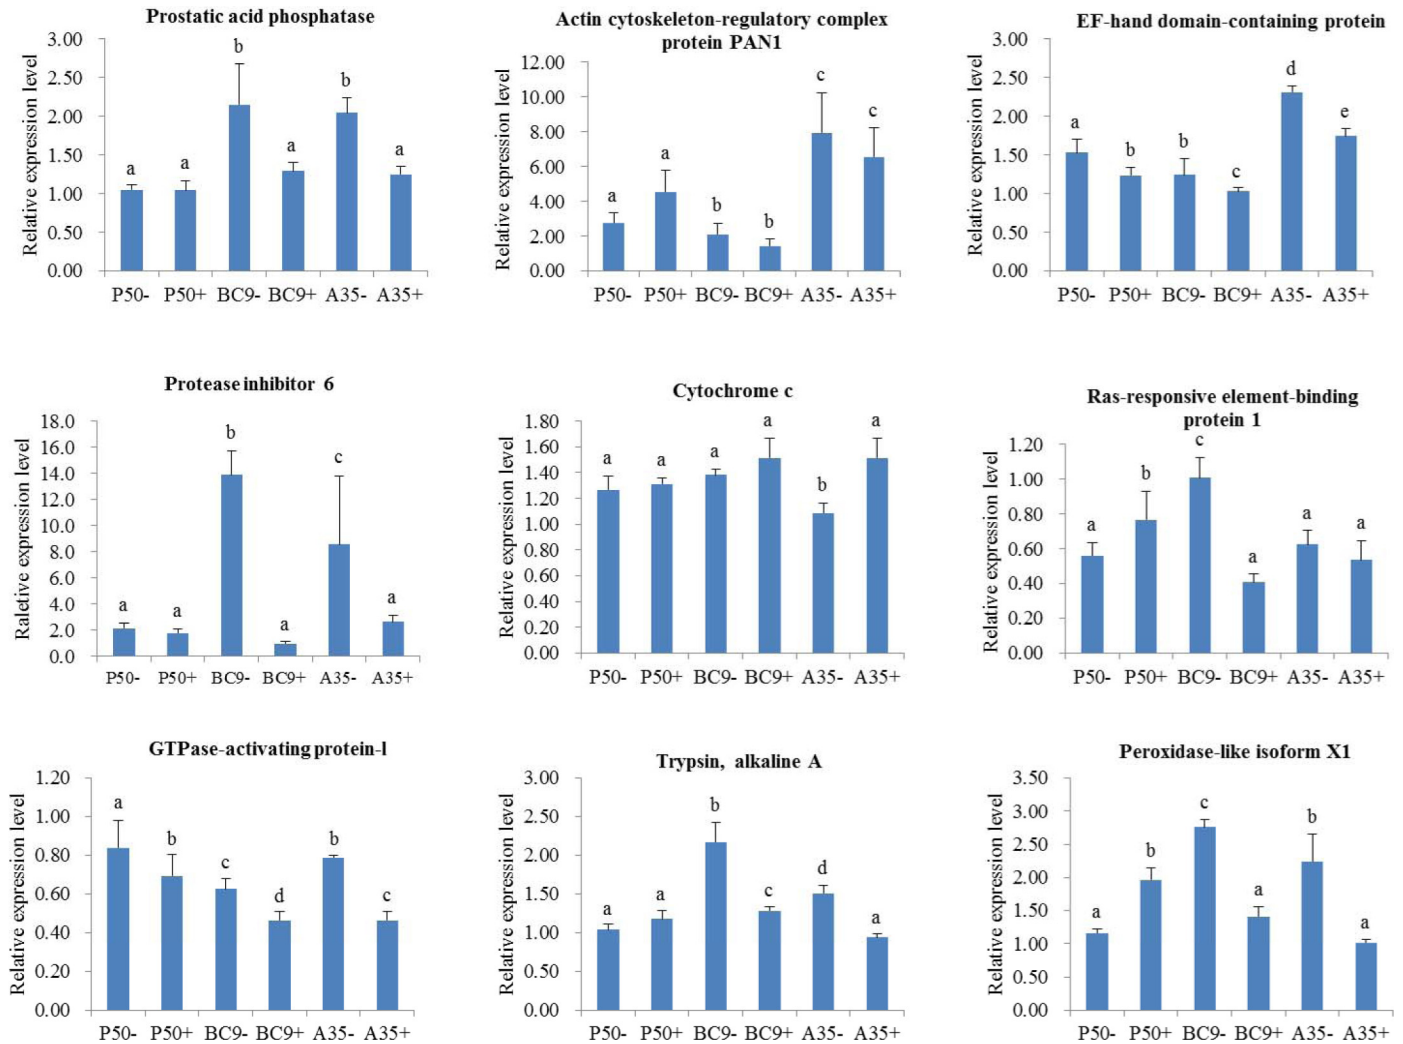 Prostatic acid phosphatase
Relative expression level
3.00
2.50
2.00
1.50
1.00
0.50
0.00
a
a
b
a
b
a
P50-
P50+
BC9-
BC9+
A35-
A35+
Actin cytoskeleton-regulatory complex
protein PAN1
Relative expression level
12.00
10.00
8.00
6.00
4.00
2.00
0.00
a
a
b
b
c
c
P50-
P50+
BC9-
BC9+
A35-
A35+
EF-hand domain-containing protein
Relative expression level
3.00
2.50
2.00
1.50
1.00
0.50
0.00
a
b
b
c
d
e
P50-
P50+
BC9-
BC9+
A35-
A35+
Protease inhibitor 6
Raletive expression level
18.0
16.0
14.0
12.0
10.0
8.0
6.0
4.0
2.0
0.0
a
a
b
a
c
a
P50-
P50+
BC9-
BC9+
A35-
A35+
Cytochrome c
Relative expression level
1.80
1.60
1.40
1.20
1.00
0.80
0.60
0.40
0.20
0.00
a
a
a
a
b
a
P50-
P50+
BC9-
BC9+
A35-
A35+
Ras-responsive element-binding
protein 1
Relative expression level
1.20
1.00
0.80
0.60
0.40
0.20
0.00
a
b
c
a
a
a
P50-
P50+
BC9-
BC9+
A35-
A35+
GTPase-activating protein-l
Relative expression level
1.20
1.00
0.80
0.60
0.40
0.20
0.00
a
b
c
d
b
c
P50-
P50+
BC9-
BC9+
A35-
A35+
Trypsin, alkaline A
Relative expression level
3.00
2.50
2.00
1.50
1.00
0.50
0.00
a
a
b
c
d
a
P50-
P50+
BC9-
BC9+
A35-
A35+
Peroxidase-like isoform X1
Relative expression level
3.50
3.00
2.50
2.00
1.50
1.00
0.50
0.00
a
b
c
a
b
a
P50-
P50+
BC9-
BC9+
A35-
A35+